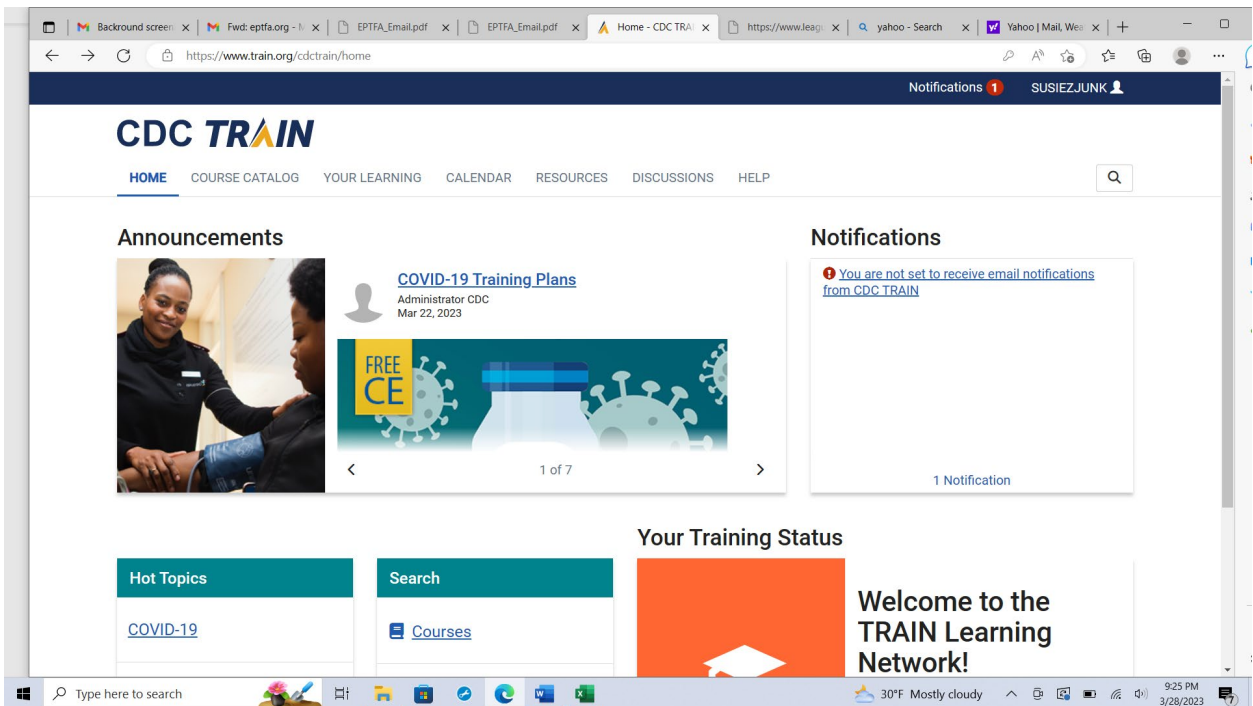 Backround screen
Fwd: eptfa.org - 
EPTFA_Email.pdf
EPTFA_Email.pdf
Home - CDC TRAI
https://www.leagu
yahoo - Search
Yahoo | Mail, Wea
https://www.train.org/cdctrain/home
Notifications 1
SUSIEZJUNK
CDC TRAIN
HOME COURSE CATALOG YOUR LEARNING CALENDAR RESOURCES DISCUSSIONS HELP
Announcements
COVID-19 Training Plans
Administrator CDC
Mar 22, 2023
FREE
CE
1 of 7
Notifications
You are not set to receive email notifications
from CDC TRAIN
1 Notification
Your Training Status
Hot Topics
COVID-19
Search
Courses
Welcome to the
TRAIN Learning
Network!
Type here to search
30°F Mostly cloudy
9:25 PM
3/28/2023
7